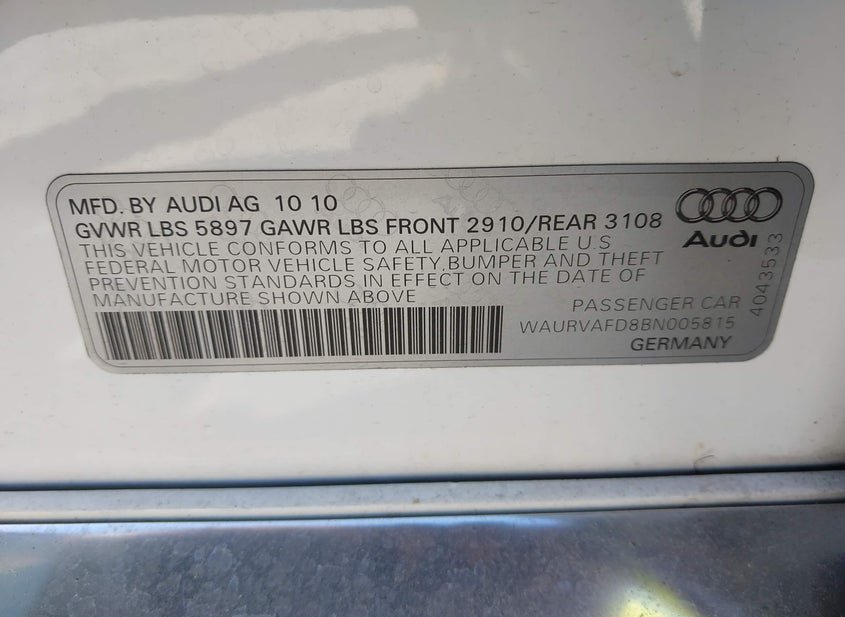 MFD. BY AUDI AG 10 10
GVWR LBS 5897 GAWR LBS FRONT 2910/REAR 3108
THIS VEHICLE CONFORMS TO ALL APPLICABLE U.S
FEDERAL MOTOR VEHICLE SAFETY,BUMPER AND THEFT
PREVENTION STANDARDS IN EFFECT ON THE DATE OF
MANUFACTURE SHOWN ABOVE
Audi
4043533
PASSENGER CAR
WAURVAFD8BN005815
GERMANY